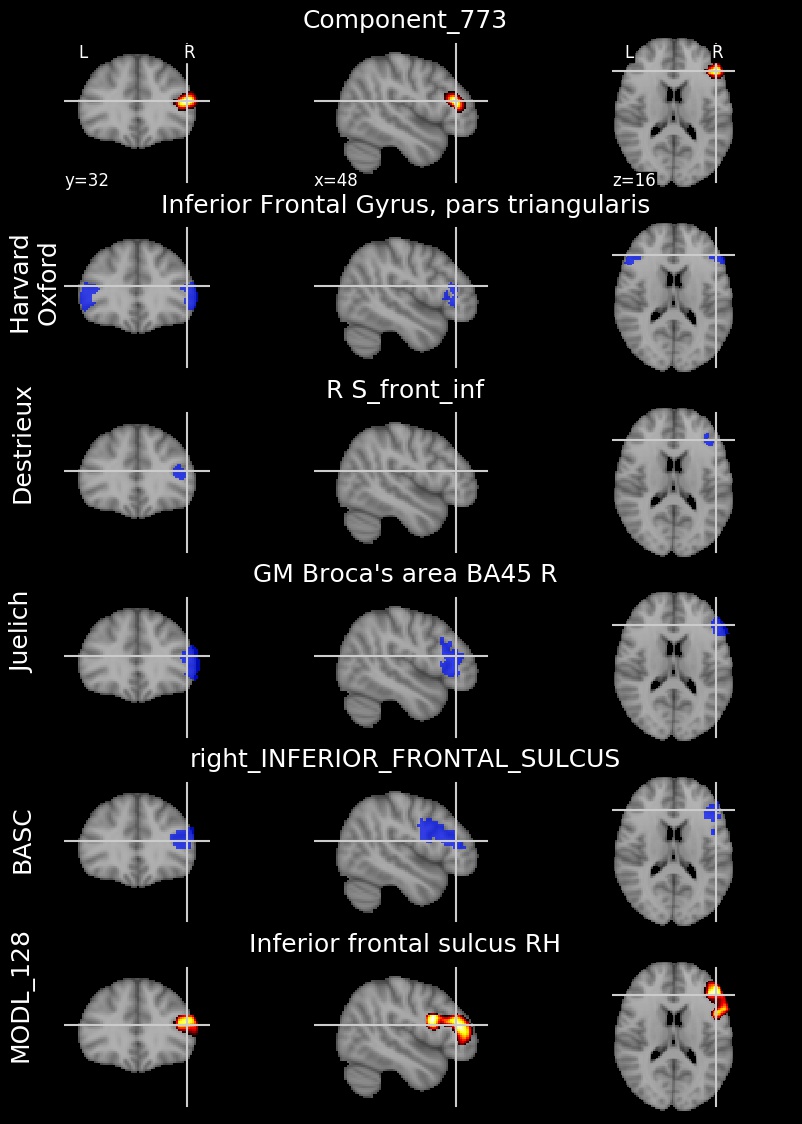 Component_773
L R L R
y=32 x=48 z=16
Inferior Frontal Gyrus, pars triangularis
Harvard
Oxford
R S_front_inf
Destrieux
GM Broca's area BA45 R
Juelich
right_INFERIOR_FRONTAL_SULCUS
BASC
Inferior frontal sulcus RH
MODL_128